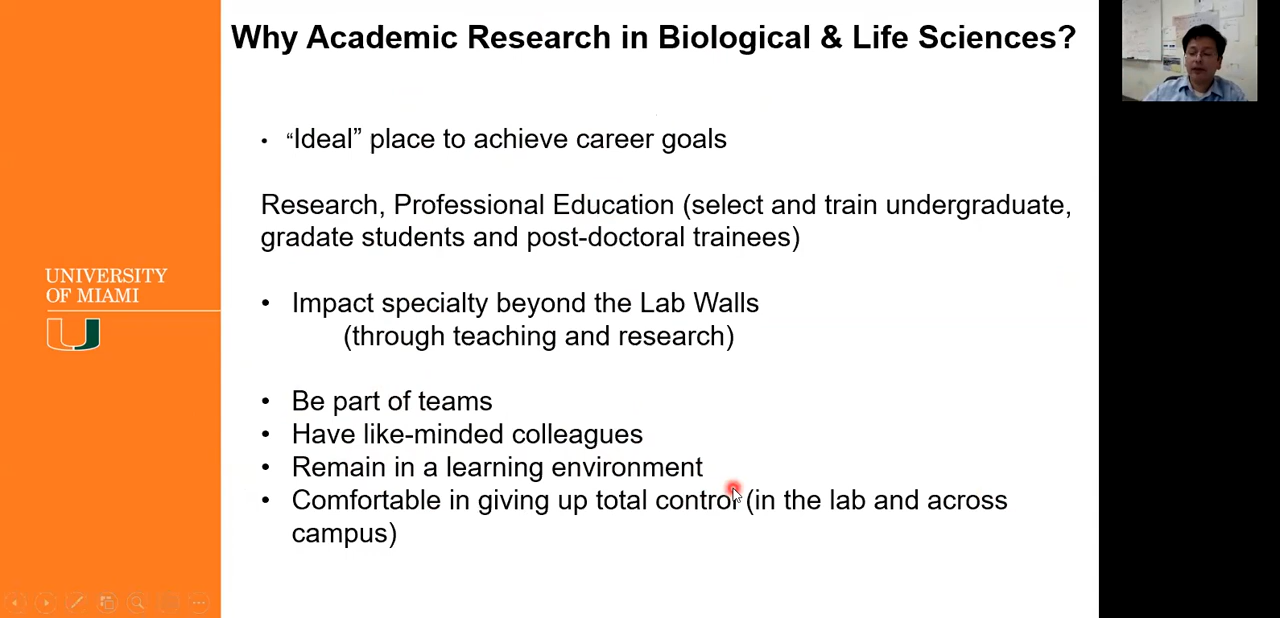 Why Academic Research in Biological & Life Sciences?
• “Ideal” place to achieve career goals
Research, Professional Education (select and train undergraduate,
gradate students and post-doctoral trainees)
• Impact specialty beyond the Lab Walls
(through teaching and research)
• Be part of teams
• Have like-minded colleagues
• Remain in a learning environment
• Comfortable in giving up total control (in the lab and across
campus)
UNIVERSITY
OF MIAMI
U